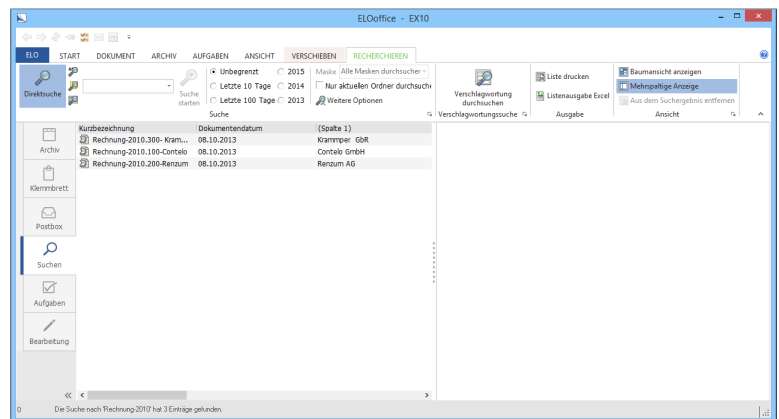 ELOoffice - EX10
ELO START DOKUMENT ARCHIV AUFGABEN ANSICHT VERSCHIEBEN RECHERCHIEREN
Direktsuche
Suche starten
Unbegrenzt 2015
Letzte 10 Tage 2014
Letzte 100 Tage 2013
Maske Alle Masken durchsuchen
Nur aktuellen Ordner durchsuche
Weitere Optionen
Suche
Verschlagwortung
durchsuchen
Verschlagwortungssuche
Liste drucken
Listenausgabe Excel
Ausgabe
Baumansicht anzeigen
Mehrspaltige Anzeige
Aus dem Suchergebnis entfernen
Ansicht
Archiv
Klemmbrett
Postbox
Suchen
Aufgaben
Bearbeitung
Kurzbezeichnung Dokumentendatum (Spalte 1)
Rechnung-2010.300- Kram... 08.10.2013 Krammper GbR
Rechnung-2010.100-Contelo 08.10.2013 Contelo GmbH
Rechnung-2010.200-Renzum 08.10.2013 Renzum AG
0 Die Suche nach 'Rechnung-2010' hat 3 Einträge gefunden.